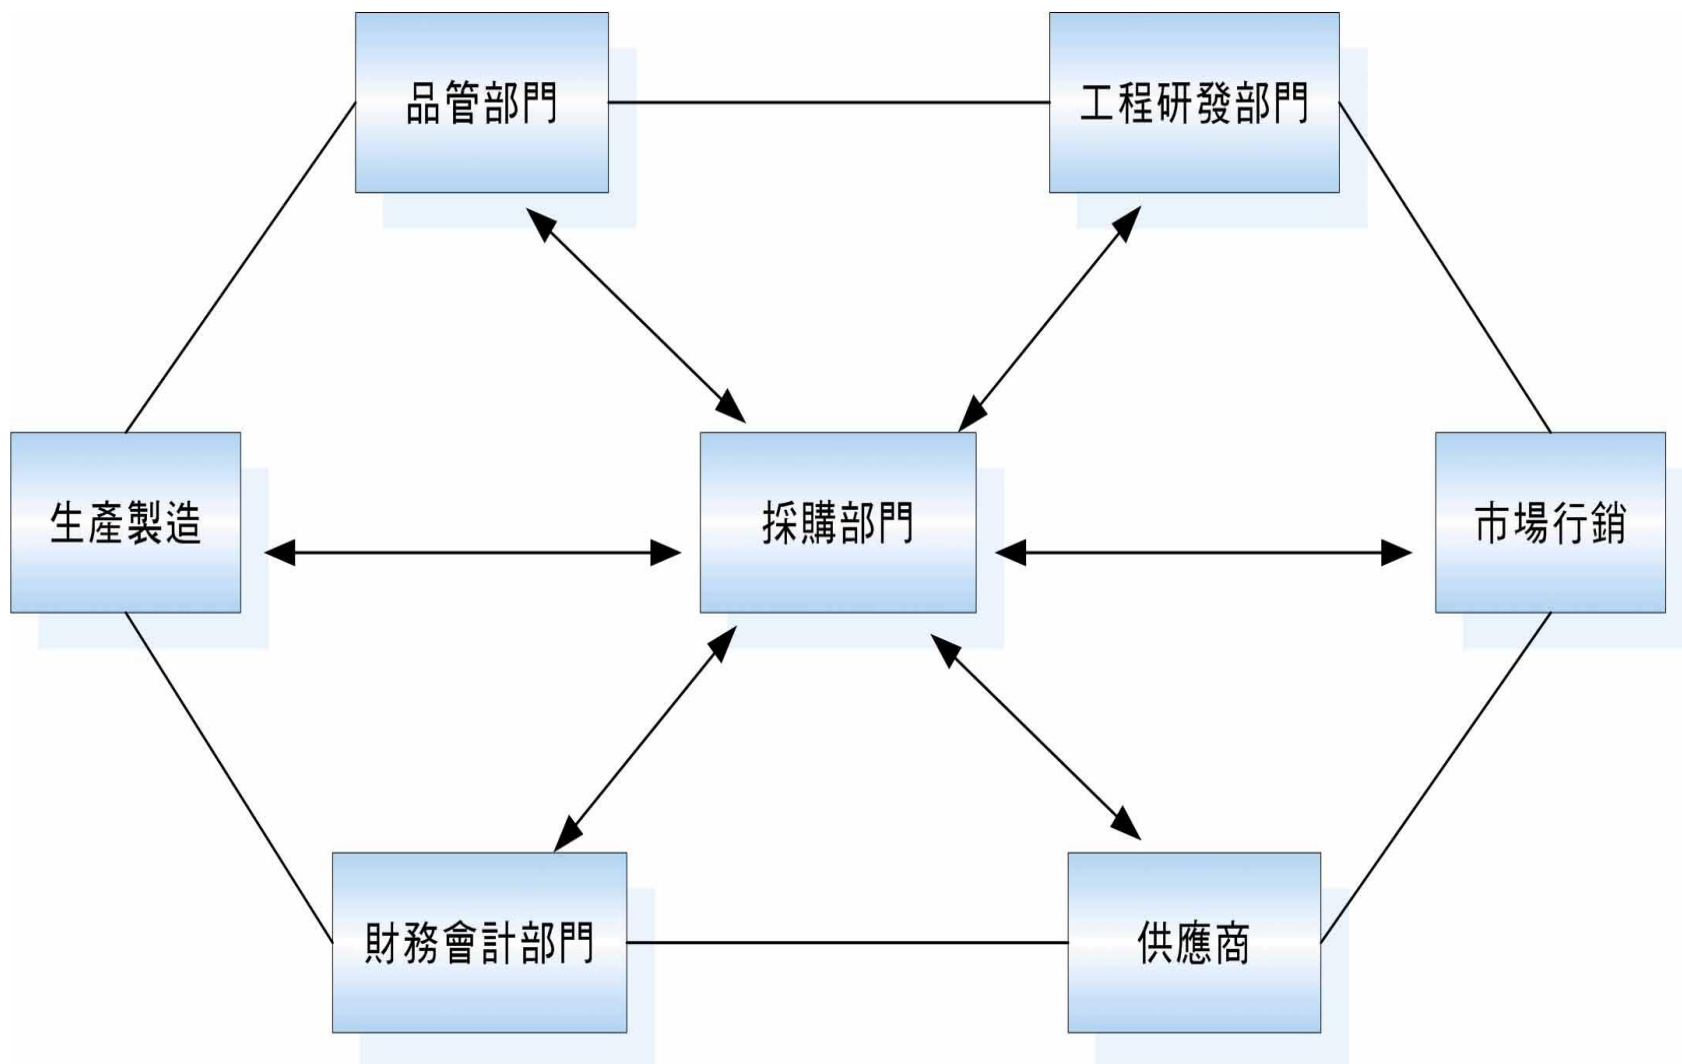 品管部門
工程研發部門
生產製造
採購部門
市場行銷
財務會計部門
供應商